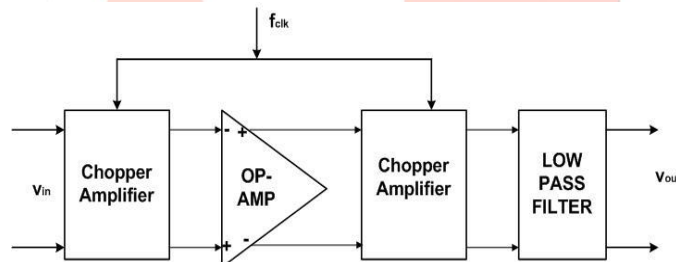 fclk
Chopper
Amplifier
- +
OP-
AMP
+ -
Chopper
Amplifier
LOW
PASS
FILTER
vin
vou